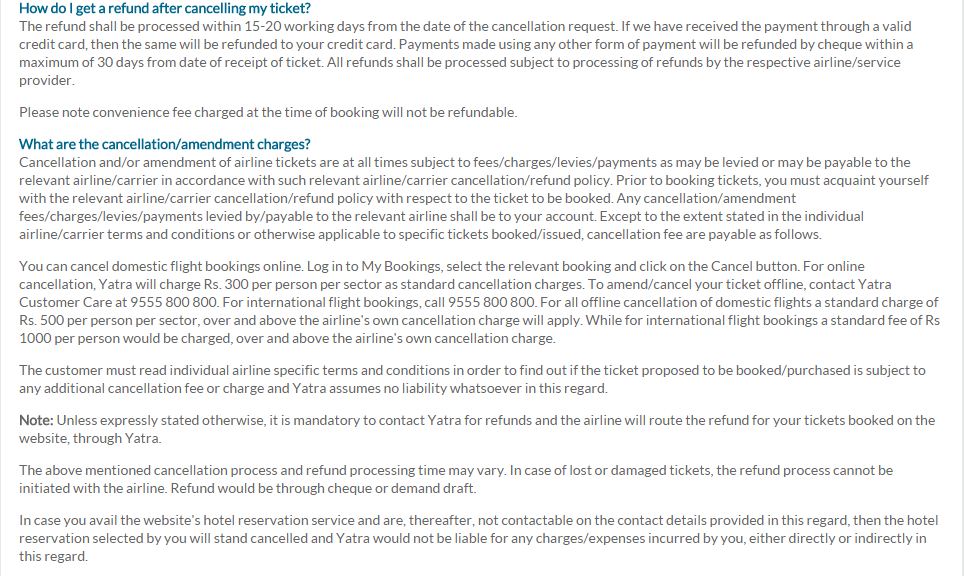 How do I get a refund after cancelling my ticket?
The refund shall be processed within 15-20 working days from the date of the cancellation request. If we have received the payment through a valid
credit card, then the same will be refunded to your credit card. Payments made using any other form of payment will be refunded by cheque within a
maximum of 30 days from date of receipt of ticket. All refunds shall be processed subject to processing of refunds by the respective airline/service
provider.
Please note convenience fee charged at the time of booking will not be refundable.
What are the cancellation/amendment charges?
Cancellation and/or amendment of airline tickets are at all times subject to fees/charges/levies/payments as may be levied or may be payable to the
relevant airline/carrier in accordance with such relevant airline/carrier cancellation/refund policy. Prior to booking tickets, you must acquaint yourself
with the relevant airline/carrier cancellation/refund policy with respect to the ticket to be booked. Any cancellation/amendment
fees/charges/levies/payments levied by/payable to the relevant airline shall be to your account. Except to the extent stated in the individual
airline/carrier terms and conditions or otherwise applicable to specific tickets booked/issued, cancellation fee are payable as follows.
You can cancel domestic flight bookings online. Log in to My Bookings, select the relevant booking and click on the Cancel button. For online
cancellation, Yatra will charge Rs. 300 per person per sector as standard cancellation charges. To amend/cancel your ticket offline, contact Yatra
Customer Care at 9555 800 800. For international flight bookings, call 9555 800 800. For all offline cancellation of domestic flights a standard charge of
Rs. 500 per person per sector, over and above the airline's own cancellation charge will apply. While for international flight bookings a standard fee of Rs
1000 per person would be charged, over and above the airline's own cancellation charge.
The customer must read individual airline specific terms and conditions in order to find out if the ticket proposed to be booked/purchased is subject to
any additional cancellation fee or charge and Yatra assumes no liability whatsoever in this regard.
Note: Unless expressly stated otherwise, it is mandatory to contact Yatra for refunds and the airline will route the refund for your tickets booked on the
website, through Yatra.
The above mentioned cancellation process and refund processing time may vary. In case of lost or damaged tickets, the refund process cannot be
initiated with the airline. Refund would be through cheque or demand draft.
In case you avail the website's hotel reservation service and are, thereafter, not contactable on the contact details provided in this regard, then the hotel
reservation selected by you will stand cancelled and Yatra would not be liable for any charges/expenses incurred by you, either directly or indirectly in
this regard.